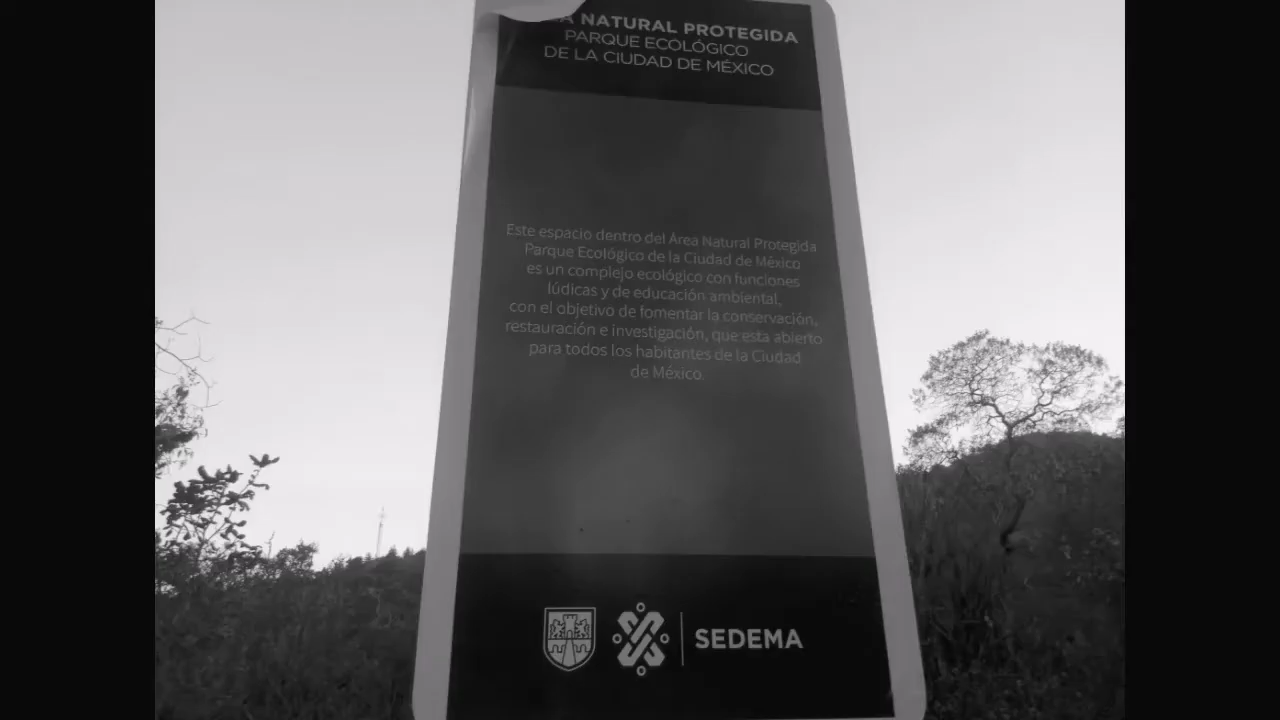 A NATURAL PROTEGIDA
PARQUE ECOLÓGICO
DE LA CIUDAD DE MÉXICO
Este espacio dentro del Área Natural Protegida
Parque Ecológico de la Ciudad de México
es un complejo ecológico con funciones
lúdicas y de educación ambiental,
con el objetivo de fomentar la conservación,
restauración e investigación, que esta abierto
para todos los habitantes de la Ciudad
de México.
SEDEMA